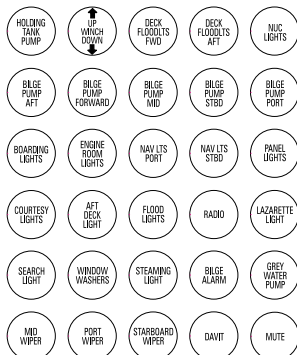 HOLDING
TANK
PUMP
UP
WINCH
DOWN
DECK
FLOODLTS
FWD
DECK
FLOODLTS
AFT
NUC
LIGHTS
BILGE
PUMP
AFT
BILGE
PUMP
FORWARD
BILGE
PUMP
MID
BILGE
PUMP
STBD
BILGE
PUMP
PORT
BOARDING
LIGHTS
ENGINE
ROOM
LIGHTS
NAV LTS
PORT
NAV LTS
STBD
PANEL
LIGHTS
COURTESY
LIGHTS
AFT
DECK
LIGHT
FLOOD
LIGHTS
RADIO
LAZARETTE
LIGHT
SEARCH
LIGHT
WINDOW
WASHERS
STEAMING
LIGHT
BILGE
ALARM
GREY
WATER
PUMP
MID
WIPER
PORT
WIPER
STARBOARD
WIPER
DAVIT
MUTE